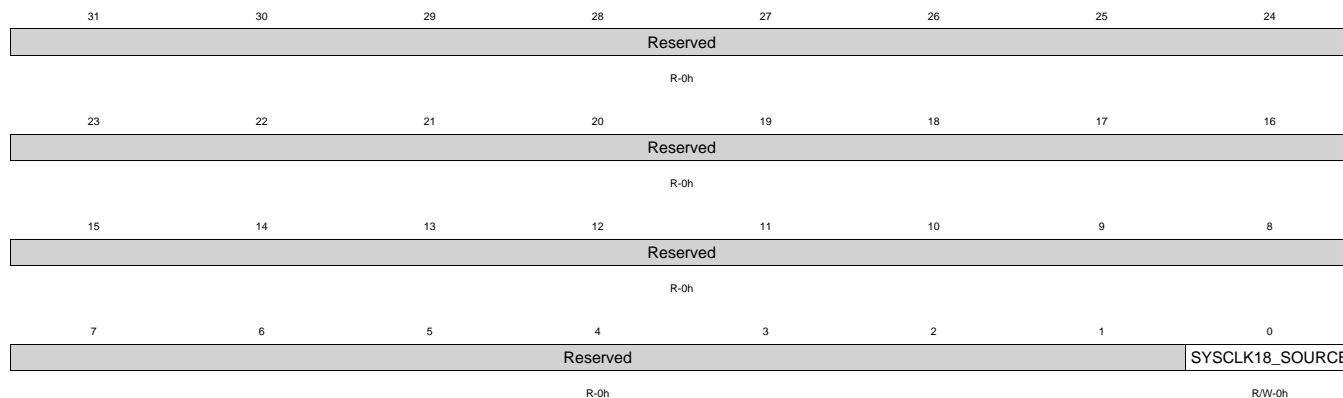 31 30 29 28 27 26 25 24
Reserved
R-0h
23 22 21 20 19 18 17 16
Reserved
R-0h
15 14 13 12 11 10 9 8
Reserved
R-0h
7 6 5 4 3 2 1 0
Reserved SYSCLK18_SOURCE
R-0h R/W-0h